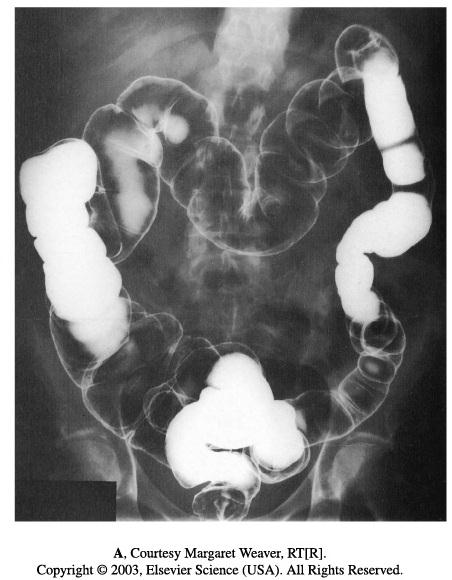 A, Courtesy Margaret Weaver, RT[R].
Copyright © 2003, Elsevier Science (USA). All Rights Reserved.